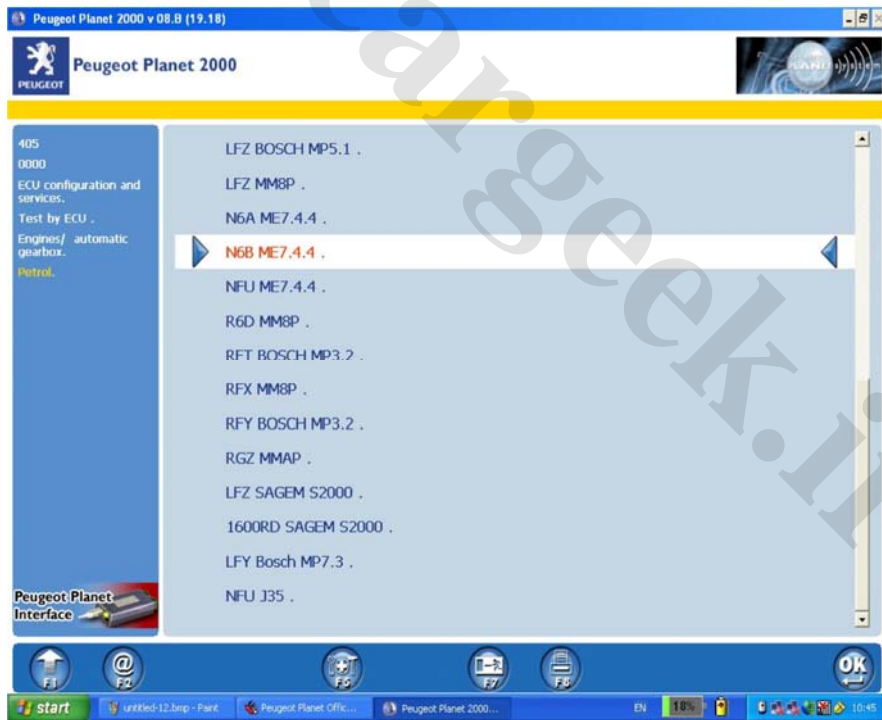 Peugeot Planet 2000 v 08.B (19.18)
PEUGEOT
Peugeot Planet 2000
PLANET system
405
0000
ECU configuration and
services.
Test by ECU .
Engines/ automatic
gearbox.
Petrol.
LFZ BOSCH MP5.1 .
LFZ MM8P .
N6A ME7.4.4 .
N6B ME7.4.4 .
NFU ME7.4.4 .
R6D MM8P .
RFT BOSCH MP3.2 .
RFX MM8P .
RFY BOSCH MP3.2 .
RGZ MMAP .
LFZ SAGEM S2000 .
1600RD SAGEM S2000 .
LFY Bosch MP7.3 .
NFU J35 .
Peugeot Planet
Interface
F1
@
F2
F5
F7
F8
OK
start
untitled-12.bmp - Paint
Peugeot Planet Offic...
Peugeot Planet 2000...
EN
18%
10:45
argeek.i